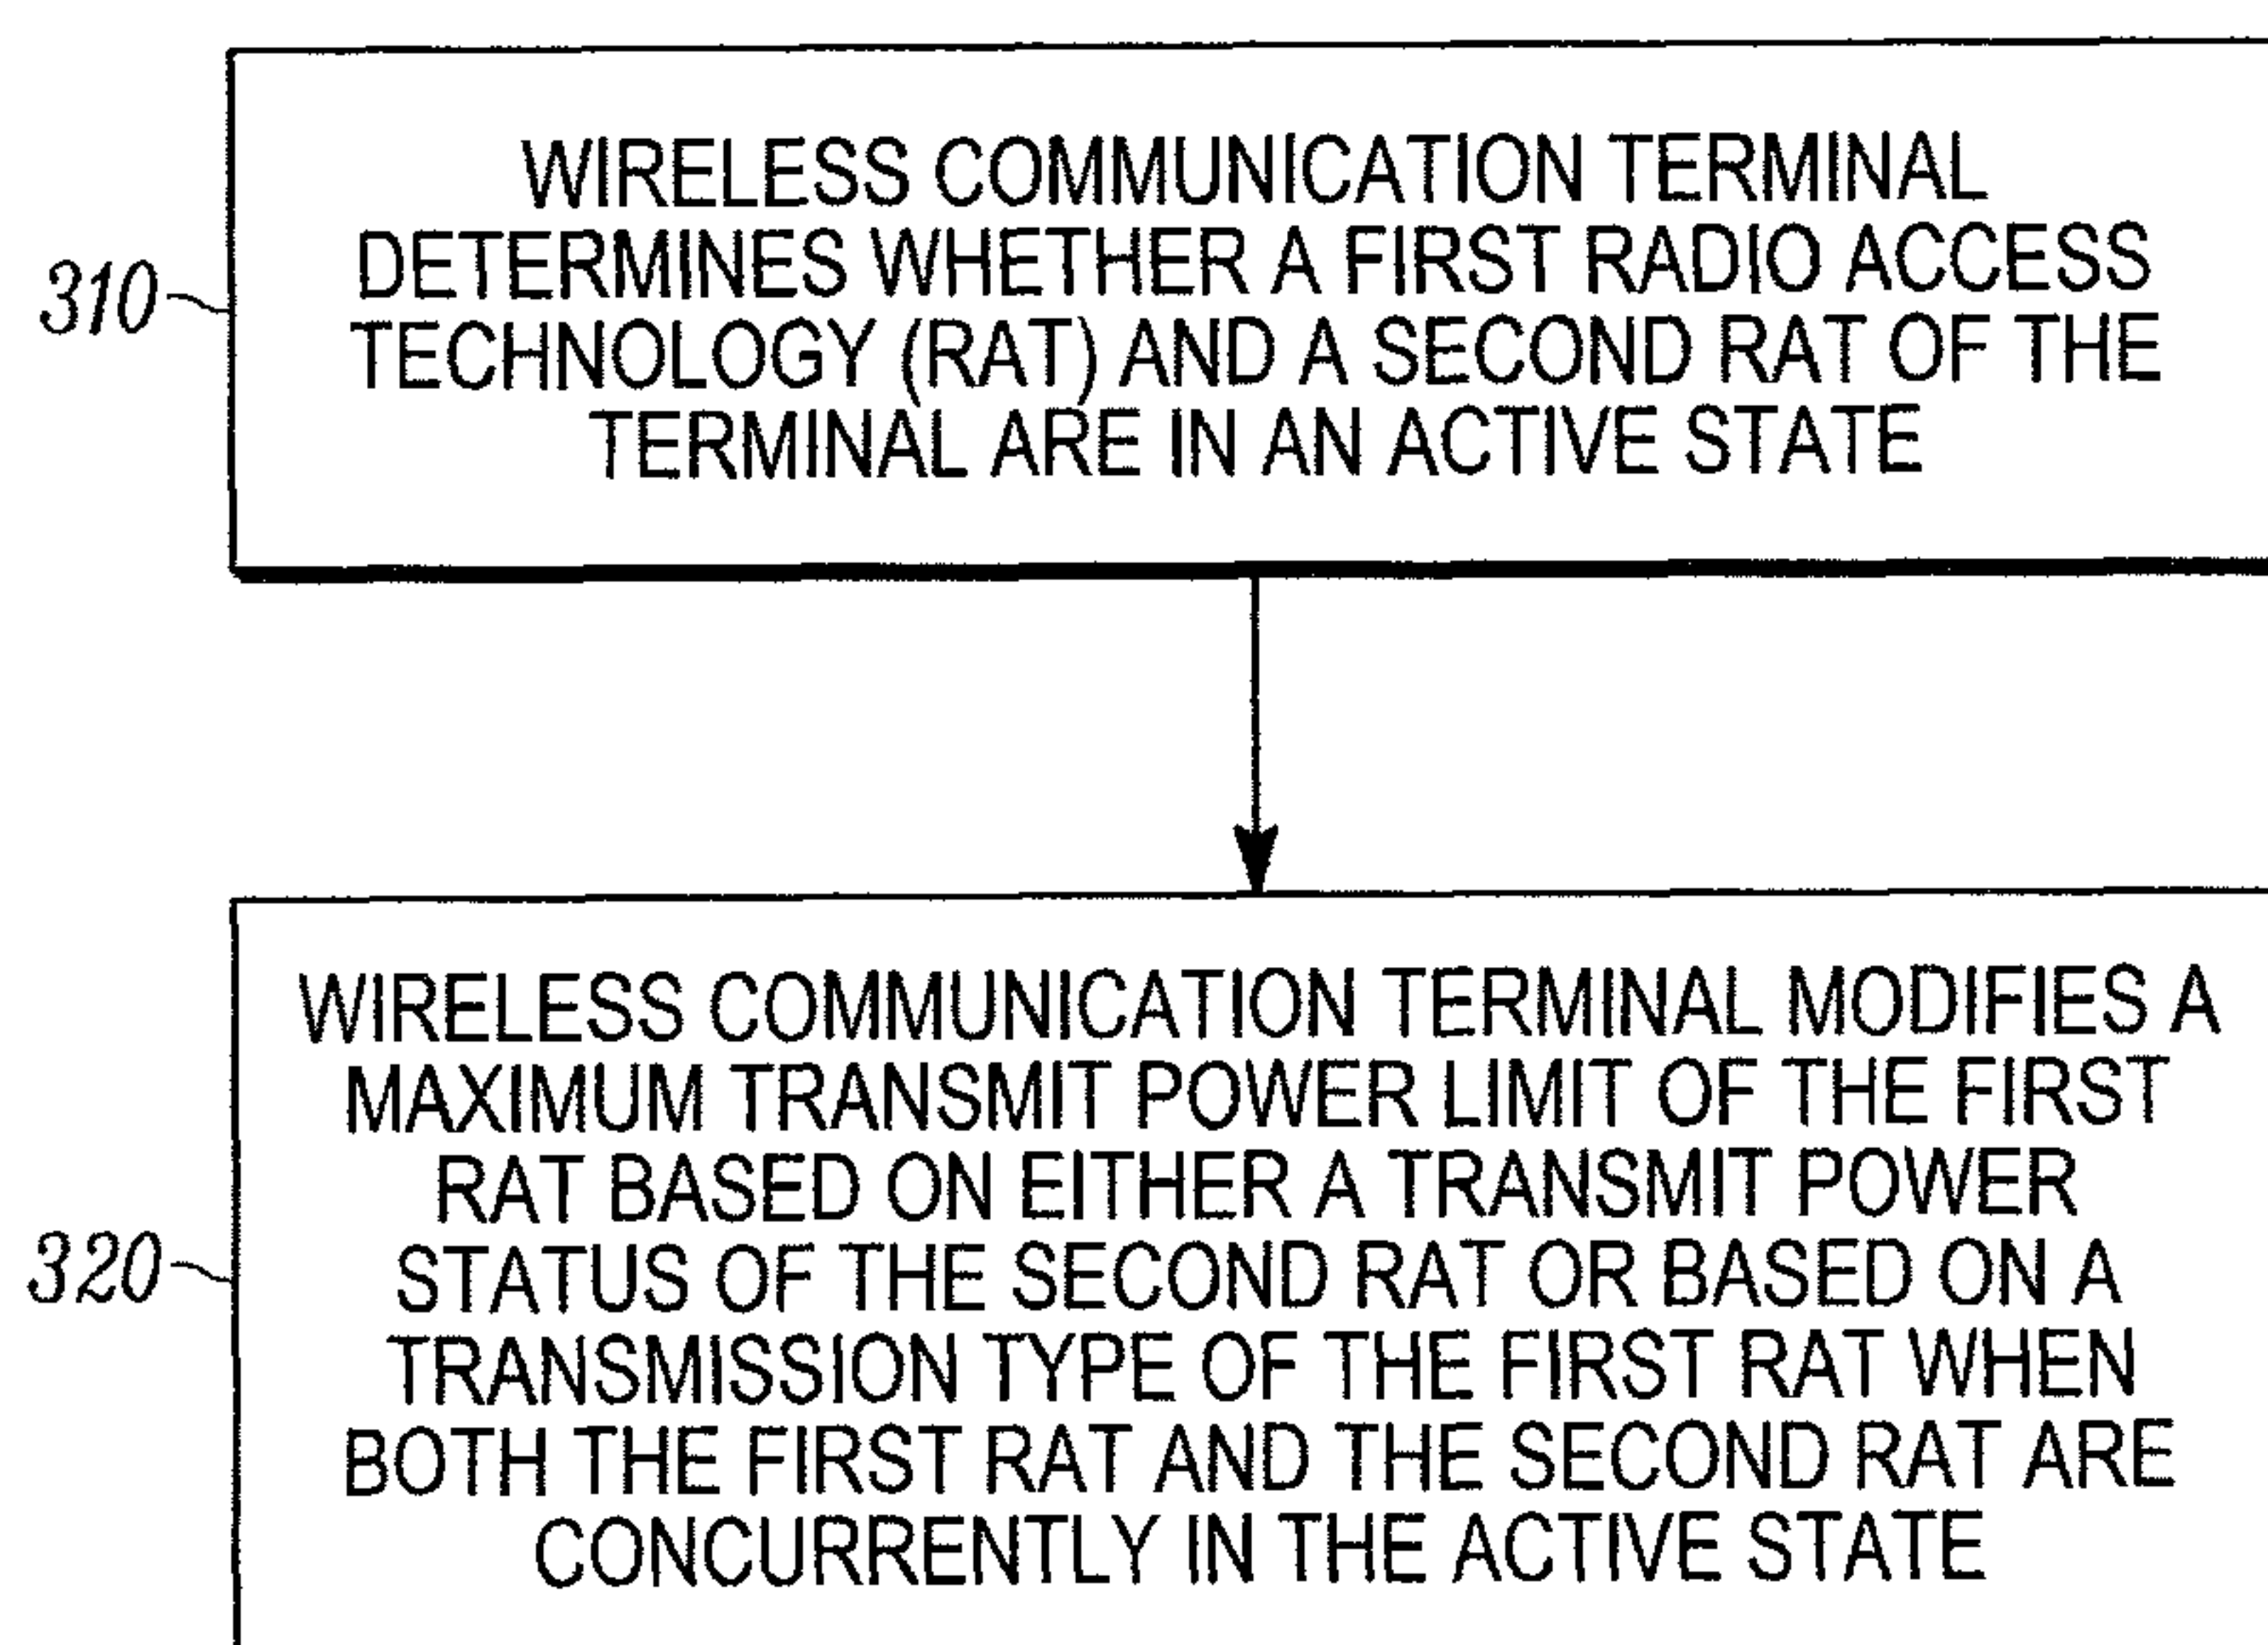 WIRELESS COMMUNICATION TERMINAL
DETERMINES WHETHER A FIRST RADIO ACCESS
TECHNOLOGY (RAT) AND A SECOND RAT OF THE
TERMINAL ARE IN AN ACTIVE STATE
310
WIRELESS COMMUNICATION TERMINAL MODIFIES A
MAXIMUM TRANSMIT POWER LIMIT OF THE FIRST
RAT BASED ON EITHER A TRANSMIT POWER
STATUS OF THE SECOND RAT OR BASED ON A
TRANSMISSION TYPE OF THE FIRST RAT WHEN
BOTH THE FIRST RAT AND THE SECOND RAT ARE
CONCURRENTLY IN THE ACTIVE STATE
320